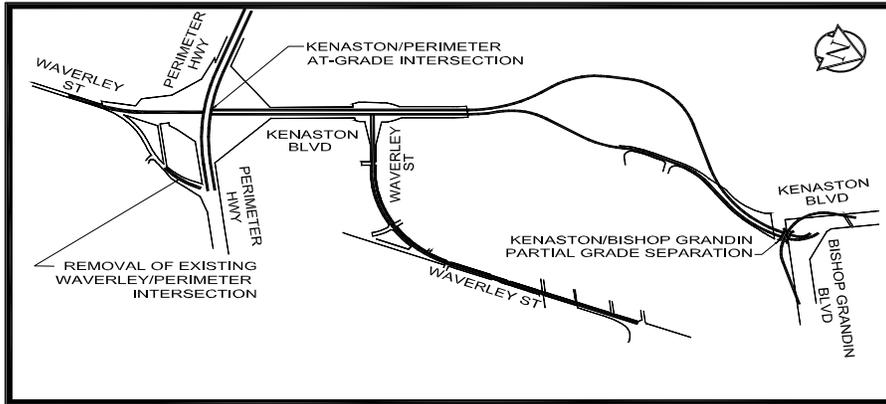 WAVERLEY
ST
PERIMETER
HWY
KENASTON/PERIMETER
AT-GRADE INTERSECTION
KENASTON
BLVD
WAVERLEY
ST
PERIMETER
HWY
REMOVAL OF EXISTING
WAVERLEY/PERIMETER
INTERSECTION
WAVERLEY ST
KENASTON/BISHOP GRANDIN
PARTIAL GRADE SEPARATION
KENASTON
BLVD
BISHOP GRANDIN
BLVD
N